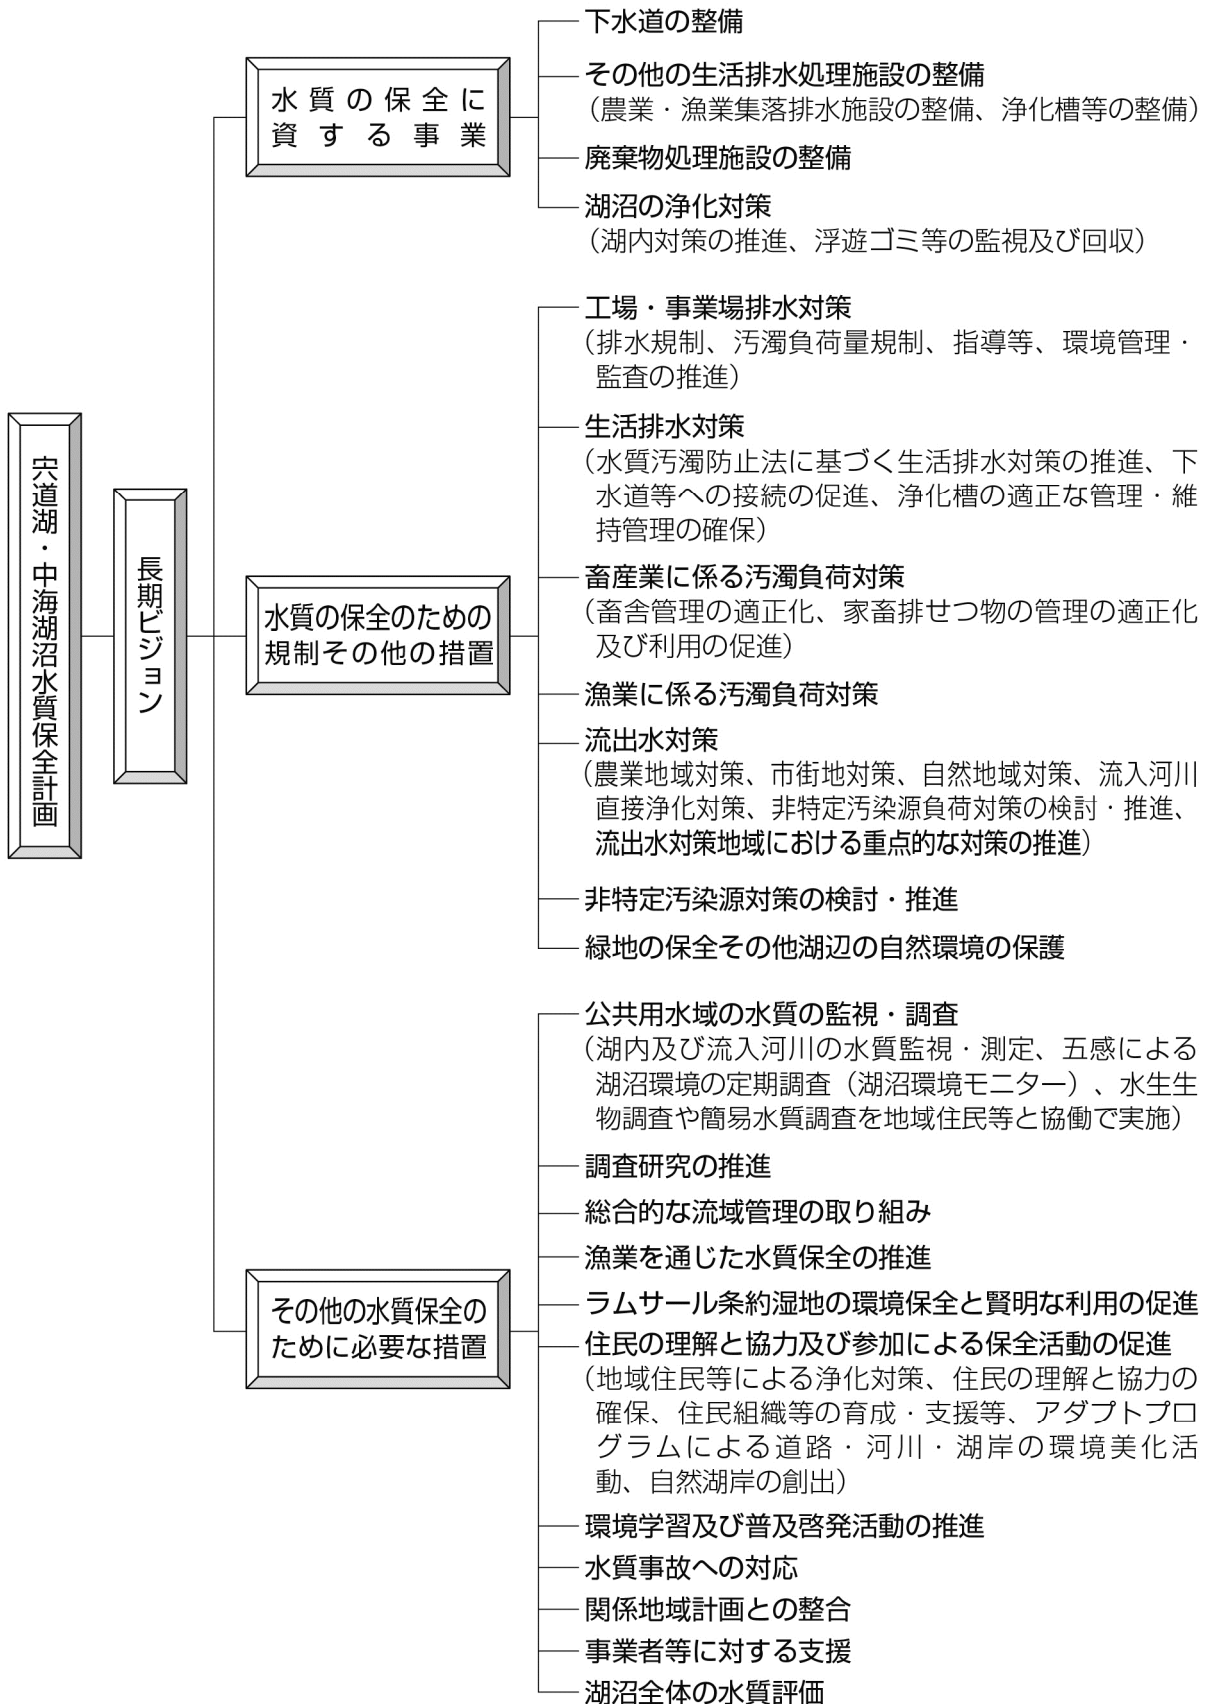 宍道湖・中海湖沼水質保全計画
長期ビジョン
水質の保全に
資する事業
下水道の整備
その他の生活排水処理施設の整備
（農業・漁業集落排水施設の整備、浄化槽等の整備）
廃棄物処理施設の整備
湖沼の浄化対策
（湖内対策の推進、浮遊ゴミ等の監視及び回収）
水質の保全のための
規制その他の措置
工場・事業場排水対策
（排水規制、汚濁負荷量規制、指導等、環境管理・
監査の推進）
生活排水対策
（水質汚濁防止法に基づく生活排水対策の推進、下
水道等への接続の促進、浄化槽の適正な管理・維
持管理の確保）
畜産業に係る汚濁負荷対策
（畜舎管理の適正化、家畜排せつ物の管理の適正化
及び利用の促進）
漁業に係る汚濁負荷対策
流出水対策
（農業地域対策、市街地対策、自然地域対策、流入河川
直接浄化対策、非特定汚染源負荷対策の検討・推進、
流出水対策地域における重点的な対策の推進）
非特定汚染源対策の検討・推進
緑地の保全その他湖辺の自然環境の保護
その他の水質保全の
ために必要な措置
公共用水域の水質の監視・調査
（湖内及び流入河川の水質監視・測定、五感による
湖沼環境の定期調査（湖沼環境モニター）、水生生
物調査や簡易水質調査を地域住民等と協働で実施）
調査研究の推進
総合的な流域管理の取り組み
漁業を通じた水質保全の推進
ラムサール条約湿地の環境保全と賢明な利用の促進
住民の理解と協力及び参加による保全活動の促進
（地域住民等による浄化対策、住民の理解と協力の
確保、住民組織等の育成・支援等、アダプトプロ
グラムによる道路・河川・湖岸の環境美化活
動、自然湖岸の創出）
環境学習及び普及啓発活動の推進
水質事故への対応
関係地域計画との整合
事業者等に対する支援
湖沼全体の水質評価